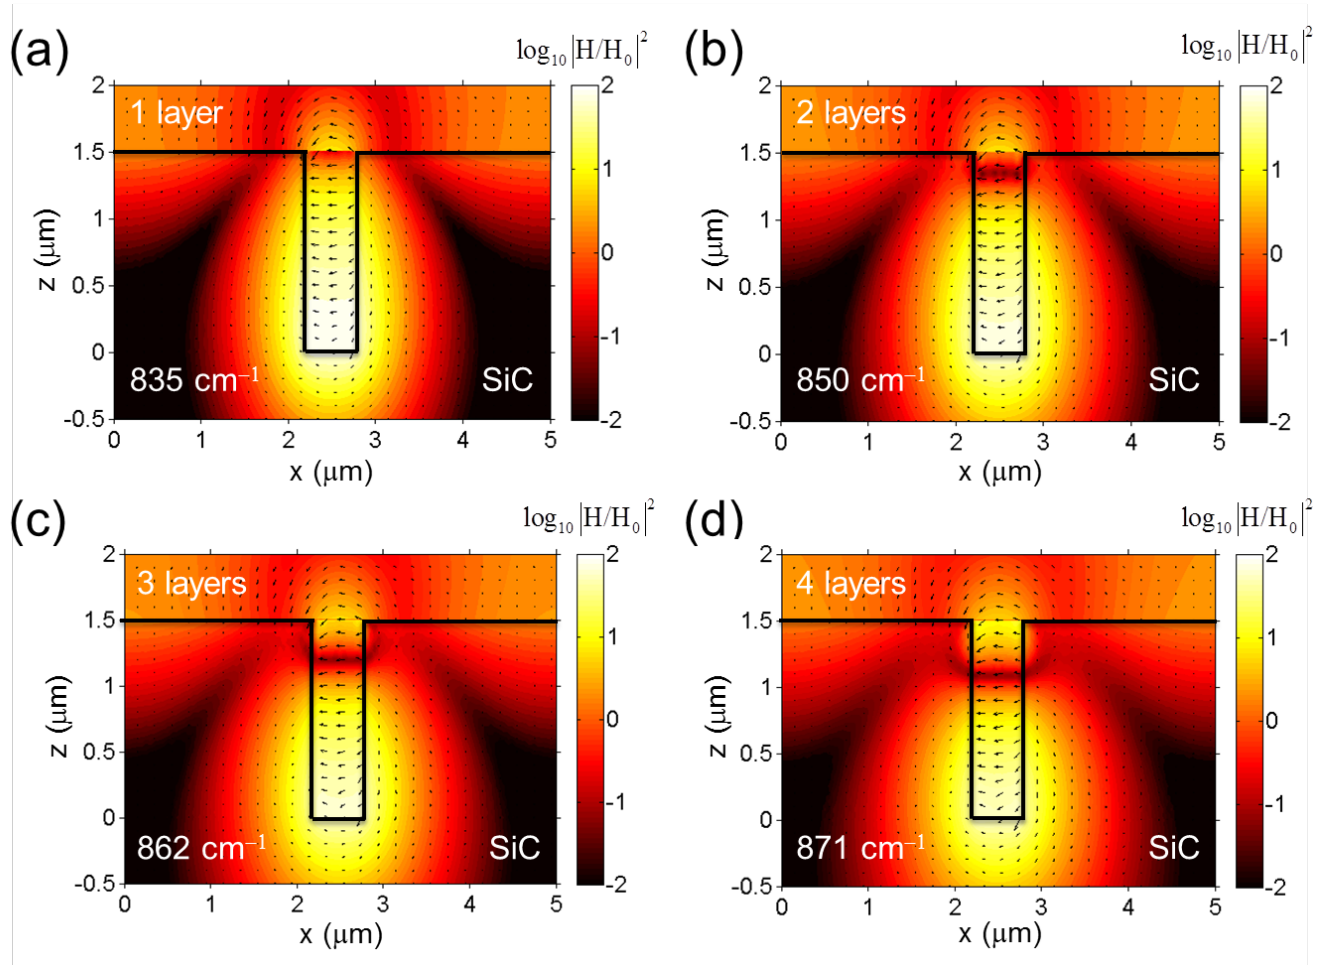 (a)
log₁₀ |H/H₀|²
1 layer
835 cm⁻¹
SiC
z (μm)
2
1.5
1
0.5
0
-0.5
0 1 2 3 4 5
x (μm)
2
1
0
-1
-2
(b)
log₁₀ |H/H₀|²
2 layers
850 cm⁻¹
SiC
z (μm)
2
1.5
1
0.5
0
-0.5
0 1 2 3 4 5
x (μm)
2
1
0
-1
-2
(c)
log₁₀ |H/H₀|²
3 layers
862 cm⁻¹
SiC
z (μm)
2
1.5
1
0.5
0
-0.5
0 1 2 3 4 5
x (μm)
2
1
0
-1
-2
(d)
log₁₀ |H/H₀|²
4 layers
871 cm⁻¹
SiC
z (μm)
2
1.5
1
0.5
0
-0.5
0 1 2 3 4 5
x (μm)
2
1
0
-1
-2